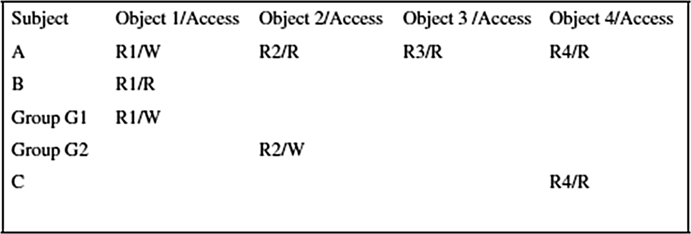 Subject Object 1/Access Object 2/Access Object 3 /Access Object 4/Access
A R1/W R2/R R3/R R4/R
B R1/R
Group G1 R1/W
Group G2 R2/W
C R4/R